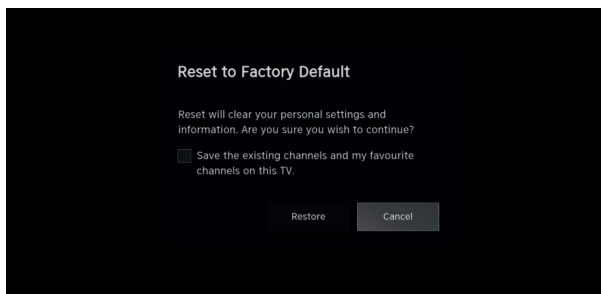 Reset to Factory Default
Reset will clear your personal settings and
information. Are you sure you wish to continue?
Save the existing channels and my favourite
channels on this TV.
Restore
Cancel